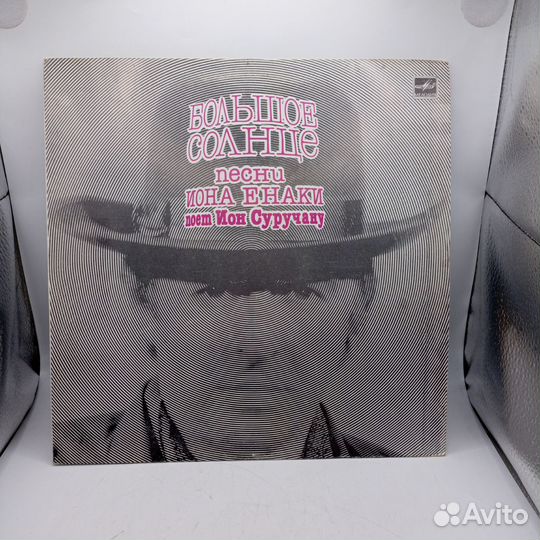 БОЛЬШОЕ
СОЛНЦЕ
песни
ИОНА ЕНАКИ
поет Ион Суручану
Avito